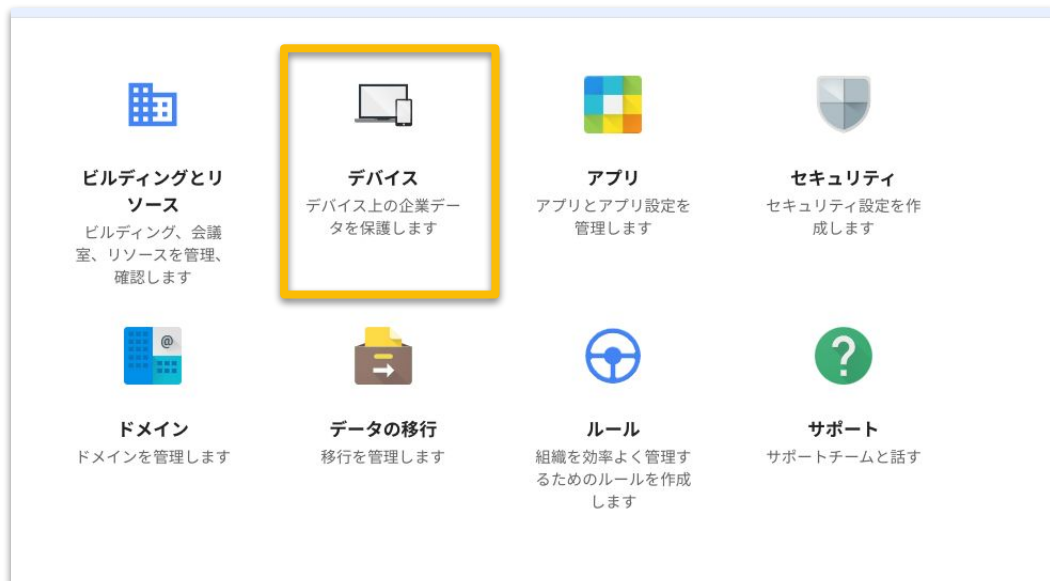 ビルディングとリ
ソース
ビルディング、会議
室、リソースを管理、
確認します
デバイス
デバイス上の企業デー
タを保護します
アプリ
アプリとアプリ設定を
管理します
セキュリティ
セキュリティ設定を作
成します
@
ドメイン
ドメインを管理します
データの移行
移行を管理します
ルール
組織を効率よく管理す
るためのルールを作成
します
?
サポート
サポートチームと話す